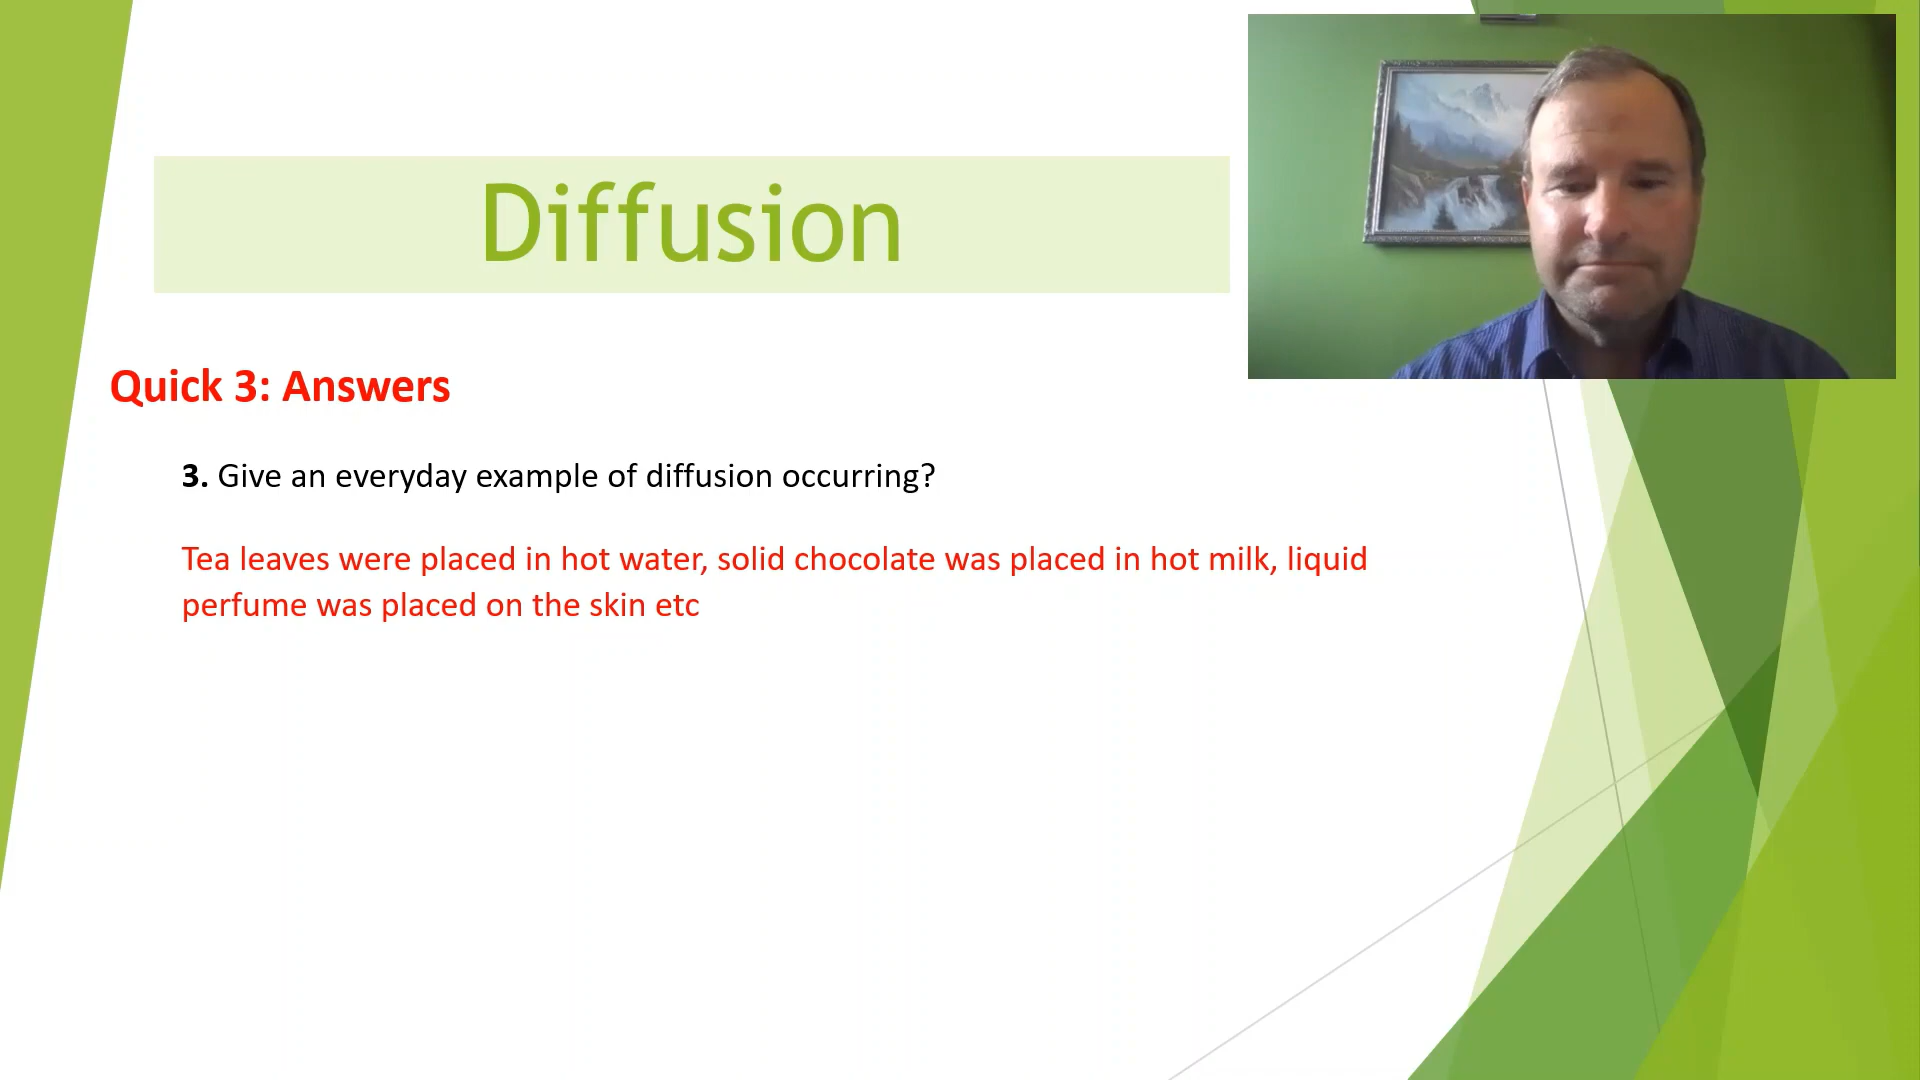 Diffusion
Quick 3: Answers
3. Give an everyday example of diffusion occurring?
Tea leaves were placed in hot water, solid chocolate was placed in hot milk, liquid
perfume was placed on the skin etc